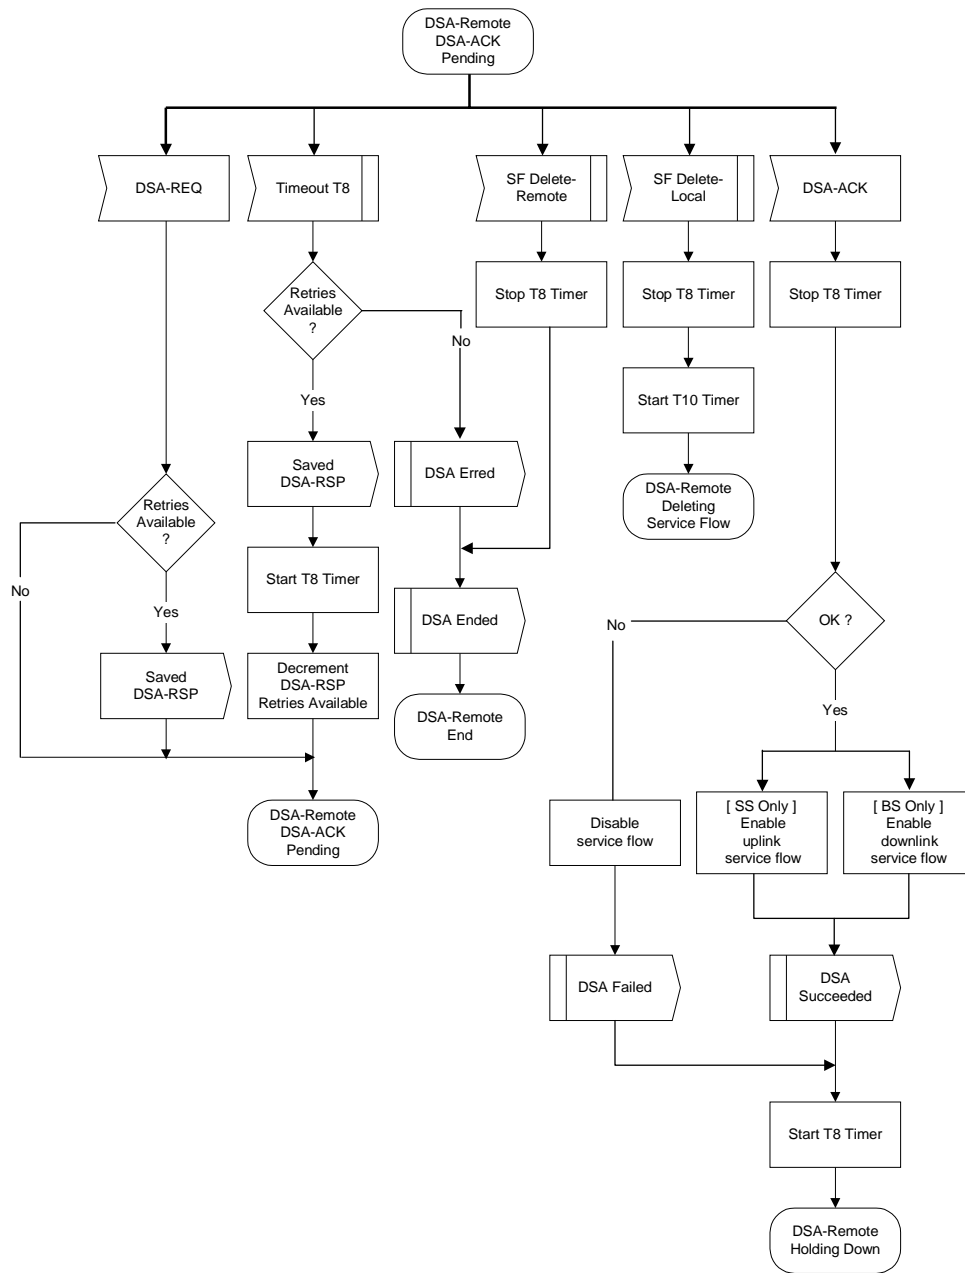 DSA-Remote
DSA-ACK
Pending
DSA-REQ
Timeout T8
SF Delete-
Remote
SF Delete-
Local
DSA-ACK
Retries
Available
?
Stop T8 Timer
Stop T8 Timer
Stop T8 Timer
No
Yes
Start T10 Timer
Saved
DSA-RSP
DSA Erred
DSA-Remote
Deleting
Service Flow
Retries
Available
?
No
Yes
Start T8 Timer
DSA Ended
OK ?
No
Yes
Saved
DSA-RSP
Decrement
DSA-RSP
Retries Available
DSA-Remote
End
DSA-Remote
DSA-ACK
Pending
Disable
service flow
[ SS Only ]
Enable
uplink
service flow
[ BS Only ]
Enable
downlink
service flow
DSA Failed
DSA
Succeeded
Start T8 Timer
DSA-Remote
Holding Down